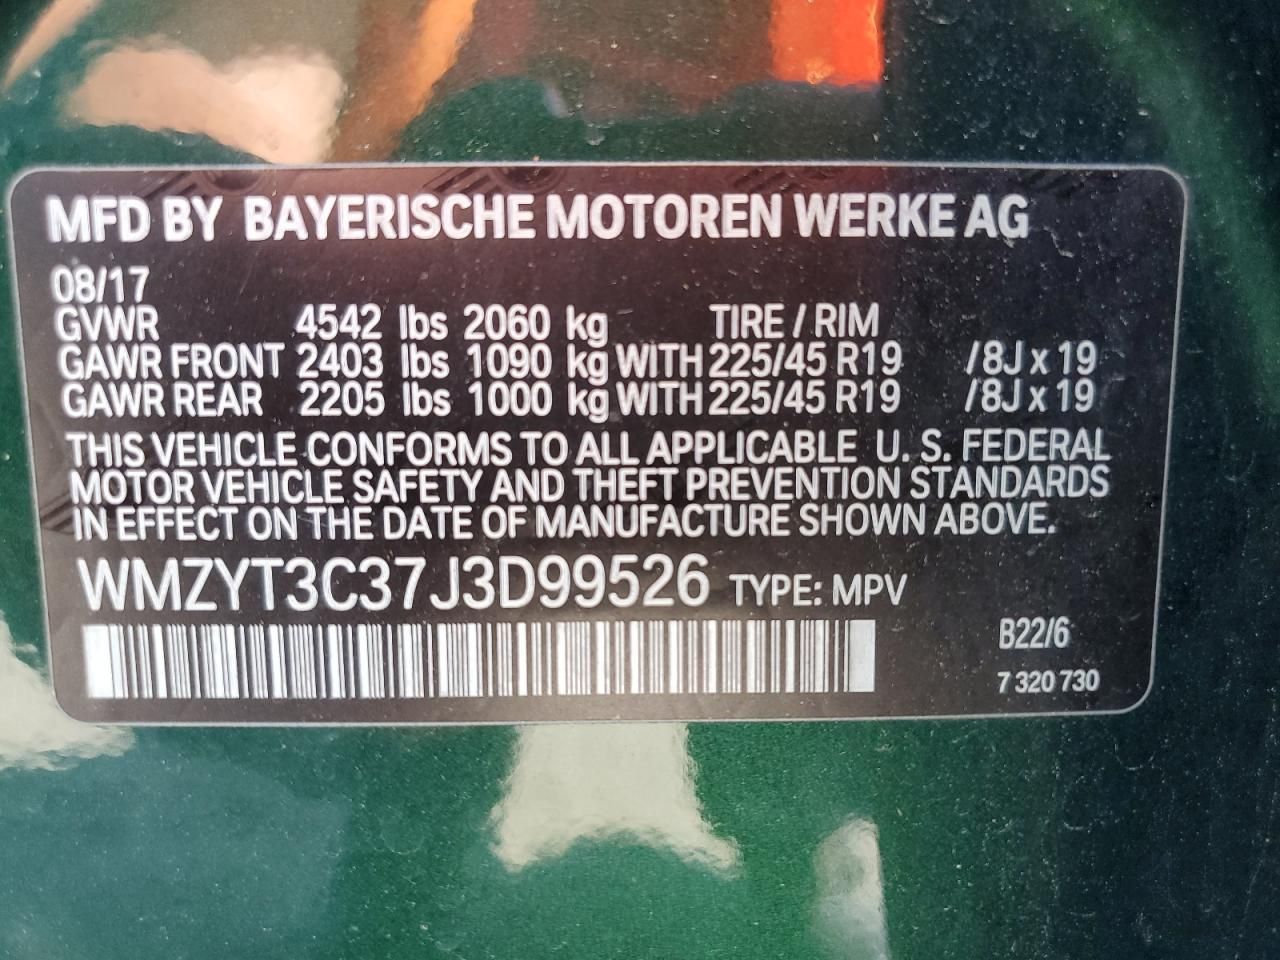 MFD BY BAYERISCHE MOTOREN WERKE AG
08/17
GVWR 4542 lbs 2060 kg TIRE / RIM
GAWR FRONT 2403 lbs 1090 kg WITH 225/45 R19 /8J x 19
GAWR REAR 2205 lbs 1000 kg WITH 225/45 R19 /8J x 19
THIS VEHICLE CONFORMS TO ALL APPLICABLE U. S. FEDERAL
MOTOR VEHICLE SAFETY AND THEFT PREVENTION STANDARDS
IN EFFECT ON THE DATE OF MANUFACTURE SHOWN ABOVE.
WMZYT3C37J3D99526 TYPE: MPV
B22/6
7 320 730